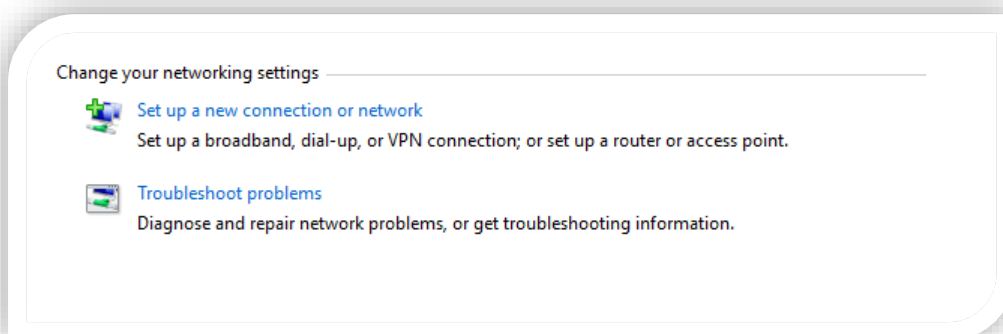 Change your networking settings
Set up a new connection or network
Set up a broadband, dial-up, or VPN connection; or set up a router or access point.
Troubleshoot problems
Diagnose and repair network problems, or get troubleshooting information.